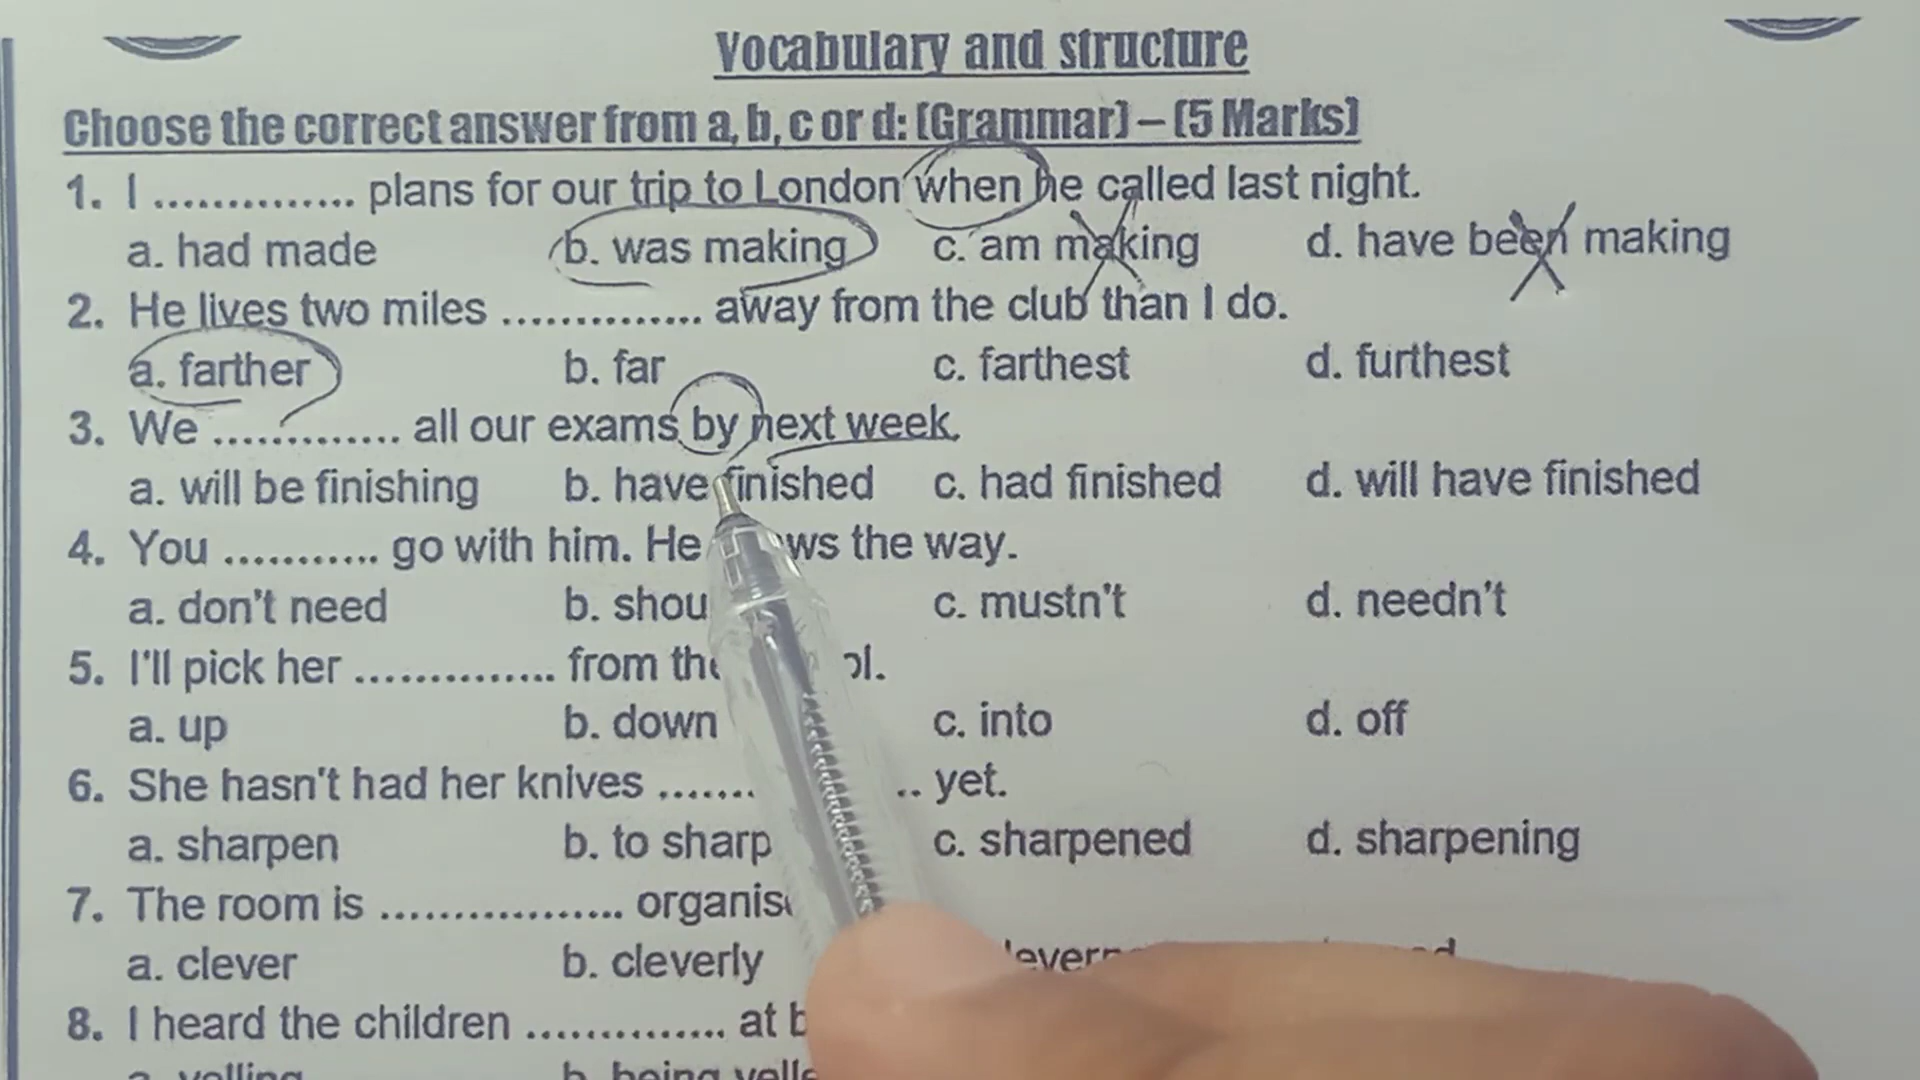 Vocabulary and structure
Choose the correct answer from a, b, c or d: (Grammar) – (5 Marks)
1. I .............. plans for our trip to London when he called last night.
a. had made b. was making c. am making d. have been making
2. He lives two miles .............. away from the club than I do.
a. farther b. far c. farthest d. furthest
3. We ............. all our exams by next week.
a. will be finishing b. have finished c. had finished d. will have finished
4. You ........... go with him. He the way.
a. don't need b. c. mustn't d. needn't
5. I'll pick her .............. from
a. up b. down c. into d. off
6. She hasn't had her knives ....... .. yet.
a. sharpen b. to c. sharpened d. sharpening
7. The room is .................
a. clever b. cleverly
8. I heard the children .............. at
a. yelling b. being